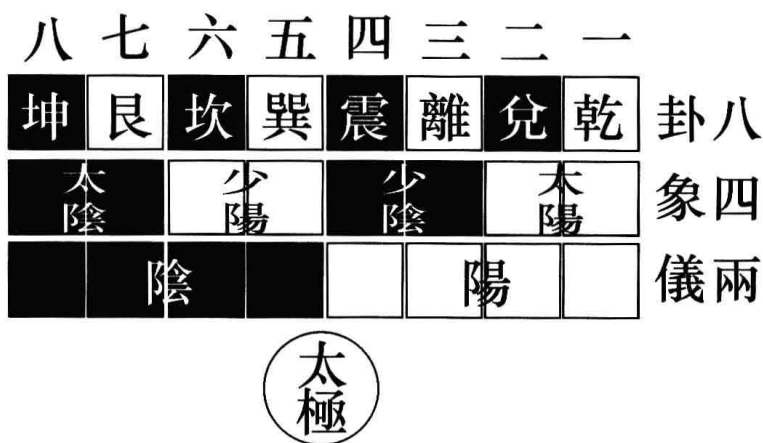 八七六五四三二一
坤艮坎巽震離兌乾 卦八
太陰 少陽 少陰 太陽 象四
陰 陽 儀兩
太極